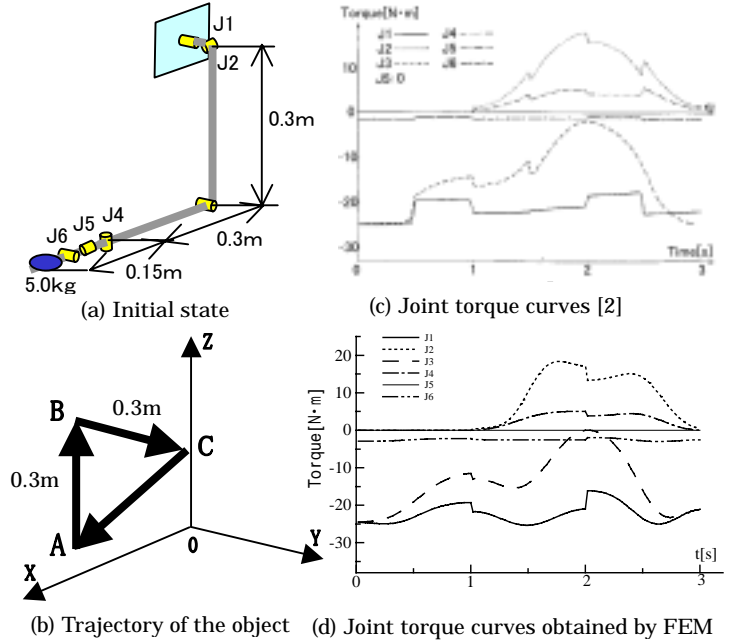 J1
J2
0.3m
J6
J5
J4
0.3m
0.15m
5.0kg
(a) Initial state
Torque[N·m]
J1
J4
J2
J5
J3
J6
J5:0
10
0
-10
-20
-30
Time[s]
0
1
2
3
(c) Joint torque curves [2]
Z
B
0.3m
C
0.3m
A
0
X
Y
(b) Trajectory of the object
J1
J2
J3
J4
J5
J6
20
10
0
-10
-20
-30
Torque[N·m]
t[s]
0
1
2
3
(d) Joint torque curves obtained by FEM